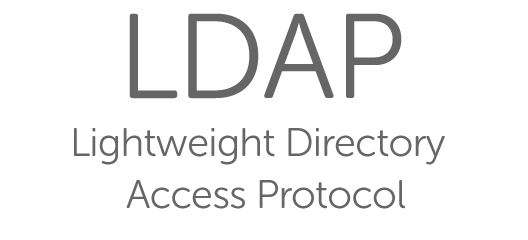 LDAP
Lightweight Directory
Access Protocol